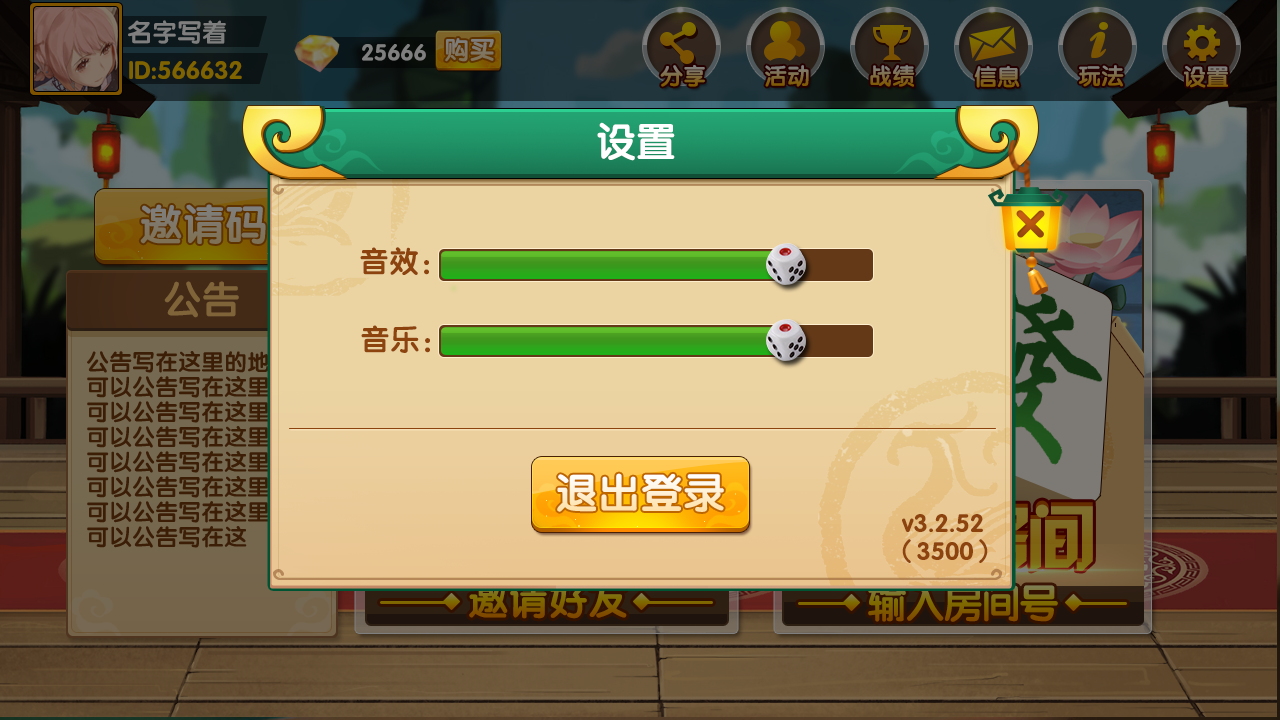 名字写着
ID:566632
25666
购买
分享
活动
战绩
信息
玩法
设置
设置
邀请码
公告
公告写在这里的地
可以公告写在这里
可以公告写在这里
可以公告写在这里
可以公告写在这里
可以公告写在这里
可以公告写在这里
可以公告写在这
音效:
音乐:
退出登录
v3.2.52
(3500)
间
邀请好友
输入房间号